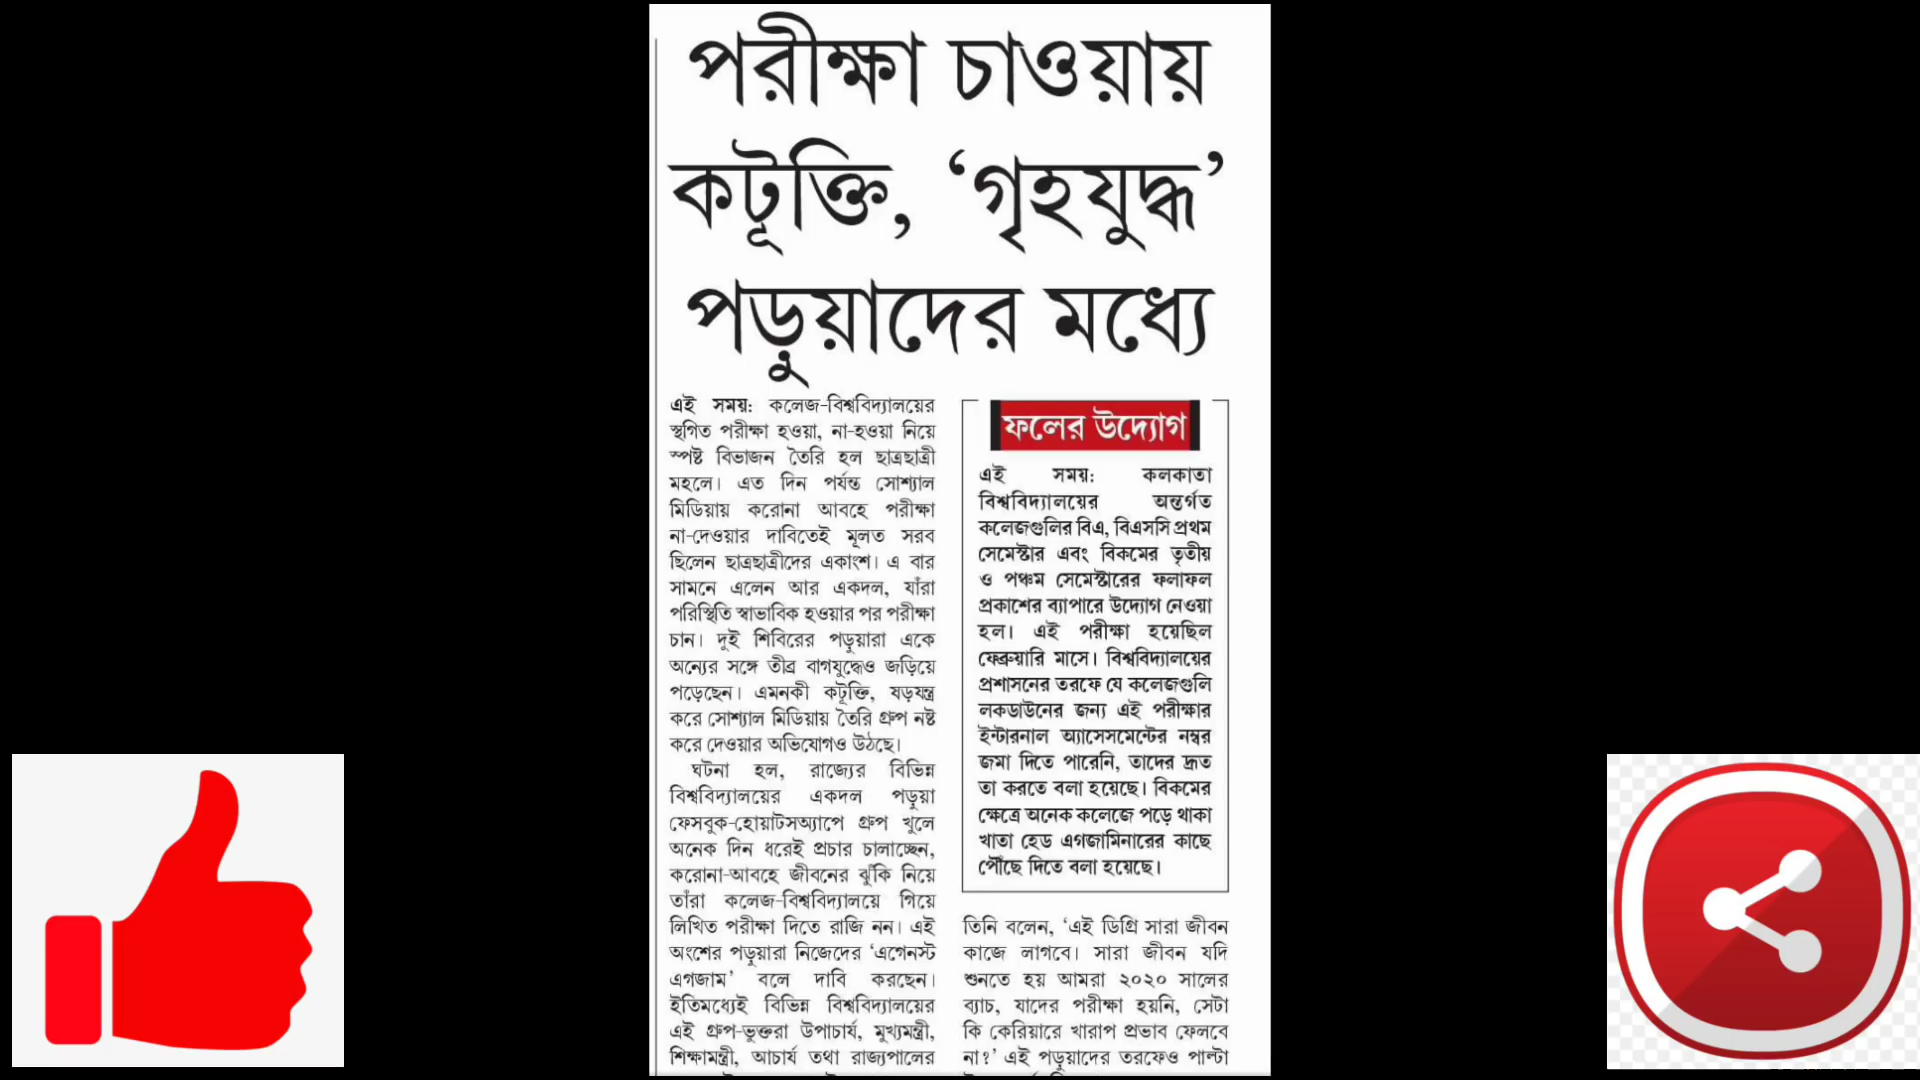 পরীক্ষা চাওয়ায়
কটূক্তি, ‘গৃহযুদ্ধ’
পড়ুয়াদের মধ্যে
এই সময়: কলেজ-বিশ্ববিদ্যালয়ের
স্থগিত পরীক্ষা হওয়া, না-হওয়া নিয়ে
স্পষ্ট বিভাজন তৈরি হল ছাত্রছাত্রী
মহলে। এত দিন পর্যন্ত সোশ্যাল
মিডিয়ায় করোনা আবহে পরীক্ষা
না-দেওয়ার দাবিতেই মূলত সরব
ছিলেন ছাত্রছাত্রীদের একাংশ। এ বার
সামনে এলেন আর একদল, যাঁরা
পরিস্থিতি স্বাভাবিক হওয়ার পর পরীক্ষা
চান। দুই শিবিরের পড়ুয়ারা একে
অন্যের সঙ্গে তীব্র বাগযুদ্ধেও জড়িয়ে
পড়েছেন। এমনকী কটূক্তি, ষড়যন্ত্র
করে সোশ্যাল মিডিয়ায় তৈরি গ্রুপ নষ্ট
করে দেওয়ার অভিযোগও উঠছে।
ঘটনা হল, রাজ্যের বিভিন্ন
বিশ্ববিদ্যালয়ের একদল পড়ুয়া
ফেসবুক-হোয়াটসঅ্যাপে গ্রুপ খুলে
অনেক দিন ধরেই প্রচার চালাচ্ছেন,
করোনা-আবহে জীবনের ঝুঁকি নিয়ে
তাঁরা কলেজ-বিশ্ববিদ্যালয়ে গিয়ে
লিখিত পরীক্ষা দিতে রাজি নন। এই
অংশের পড়ুয়ারা নিজেদের ‘এগেনস্ট
এগজাম’ বলে দাবি করছেন।
ইতিমধ্যেই বিভিন্ন বিশ্ববিদ্যালয়ের
এই গ্রুপ-ভুক্তরা উপাচার্য, মুখ্যমন্ত্রী,
শিক্ষামন্ত্রী, আচার্য তথা রাজ্যপালের
ফলের উদ্যোগ
এই সময়: কলকাতা
বিশ্ববিদ্যালয়ের অন্তর্গত
কলেজগুলির বিএ, বিএসসি প্রথম
সেমেস্টার এবং বিকমের তৃতীয়
ও পঞ্চম সেমেস্টারের ফলাফল
প্রকাশের ব্যাপারে উদ্যোগ নেওয়া
হল। এই পরীক্ষা হয়েছিল
ফেব্রুয়ারি মাসে। বিশ্ববিদ্যালয়ের
প্রশাসনের তরফে যে কলেজগুলি
লকডাউনের জন্য এই পরীক্ষার
ইন্টারনাল অ্যাসেসমেন্টের নম্বর
জমা দিতে পারেনি, তাদের দ্রুত
তা করতে বলা হয়েছে। বিকমের
ক্ষেত্রে অনেক কলেজে পড়ে থাকা
খাতা হেড এগজামিনারের কাছে
পৌঁছে দিতে বলা হয়েছে।
তিনি বলেন, ‘এই ডিগ্রি সারা জীবন
কাজে লাগবে। সারা জীবন যদি
শুনতে হয় আমরা ২০২০ সালের
ব্যাচ, যাদের পরীক্ষা হয়নি, সেটা
কি কেরিয়ারে খারাপ প্রভাব ফেলবে
না?’ এই পড়ুয়াদের তরফেও পাল্টা